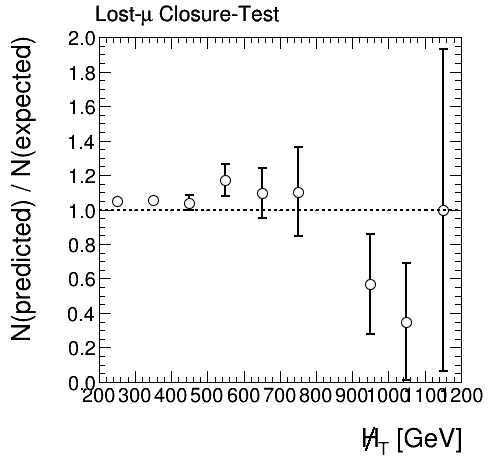 Lost-μ Closure-Test
N(predicted) / N(expected)
2.0
1.8
1.6
1.4
1.2
1.0
0.8
0.6
0.4
0.2
0.0
200 300 400 500 600 700 800 900 1000 1100 1200
H̸T [GeV]